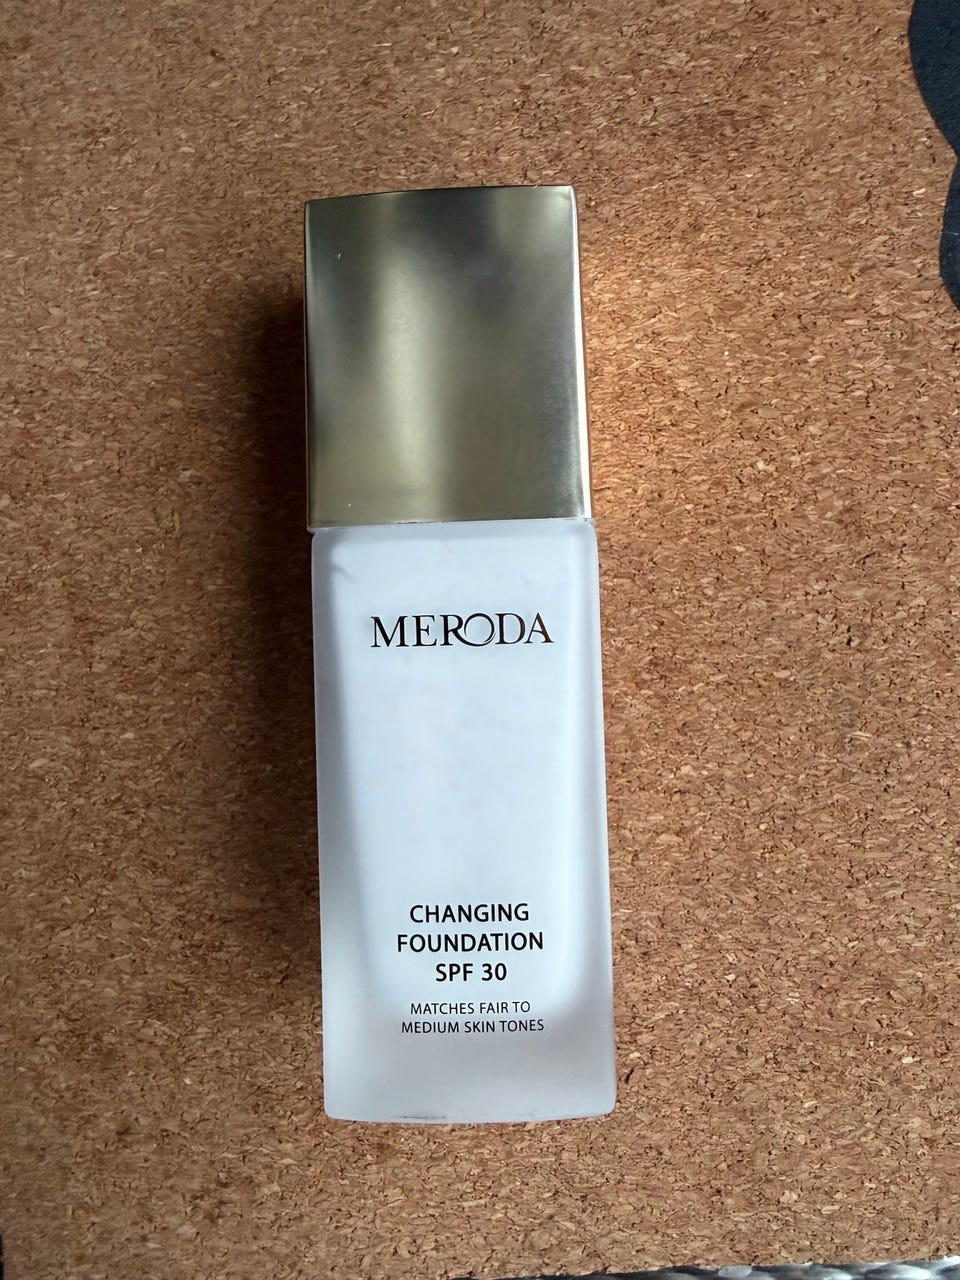 MERODA
CHANGING
FOUNDATION
SPF 30
MATCHES FAIR TO
MEDIUM SKIN TONES